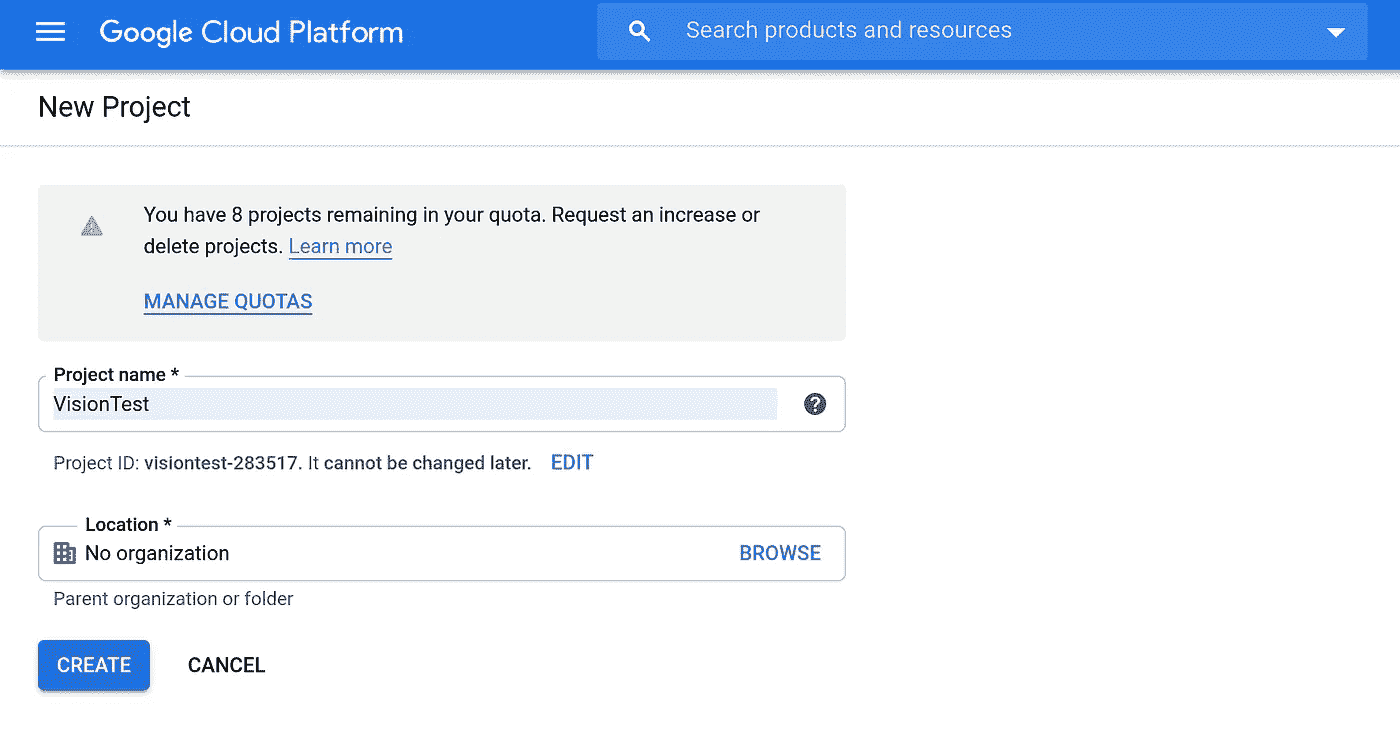 Google Cloud Platform
Search products and resources
New Project
You have 8 projects remaining in your quota. Request an increase or
delete projects. Learn more
MANAGE QUOTAS
Project name *
VisionTest
Project ID: visiontest-283517. It cannot be changed later. EDIT
Location *
No organization BROWSE
Parent organization or folder
CREATE CANCEL